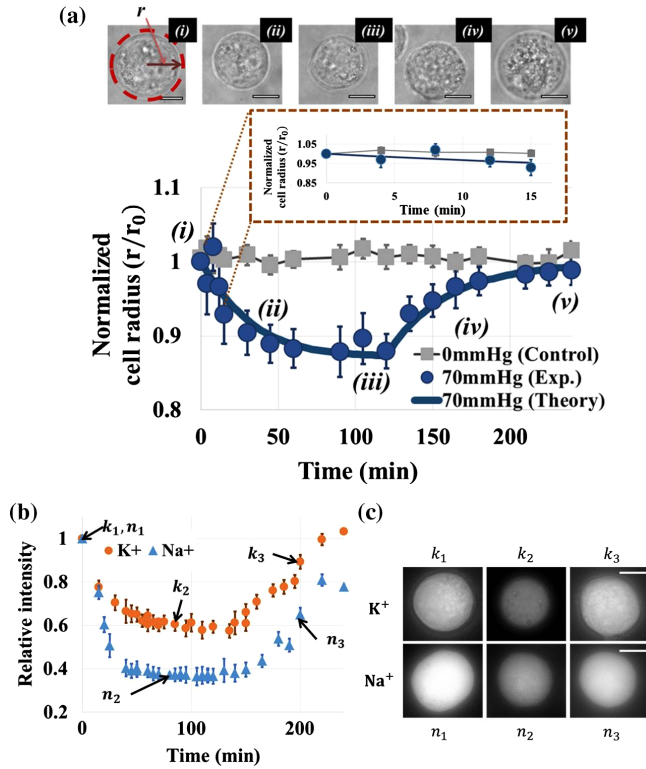 (a)
r
(i)
(ii)
(iii)
(iv)
(v)
Normalized
cell radius (r/r0)
1.05
0.95
0.85
0
5
10
15
Time (min)
Normalized
cell radius (r/r0)
1.1
1
0.9
0.8
(i)
(ii)
(iii)
(iv)
(v)
0mmHg (Control)
70mmHg (Exp.)
70mmHg (Theory)
0
50
100
150
200
Time (min)
(b)
Relative intensity
1
0.8
0.6
0.4
0.2
0
k1, n1
K+
Na+
k2
k3
n2
n3
0
100
200
Time (min)
(c)
k1
k2
k3
K+
Na+
n1
n2
n3